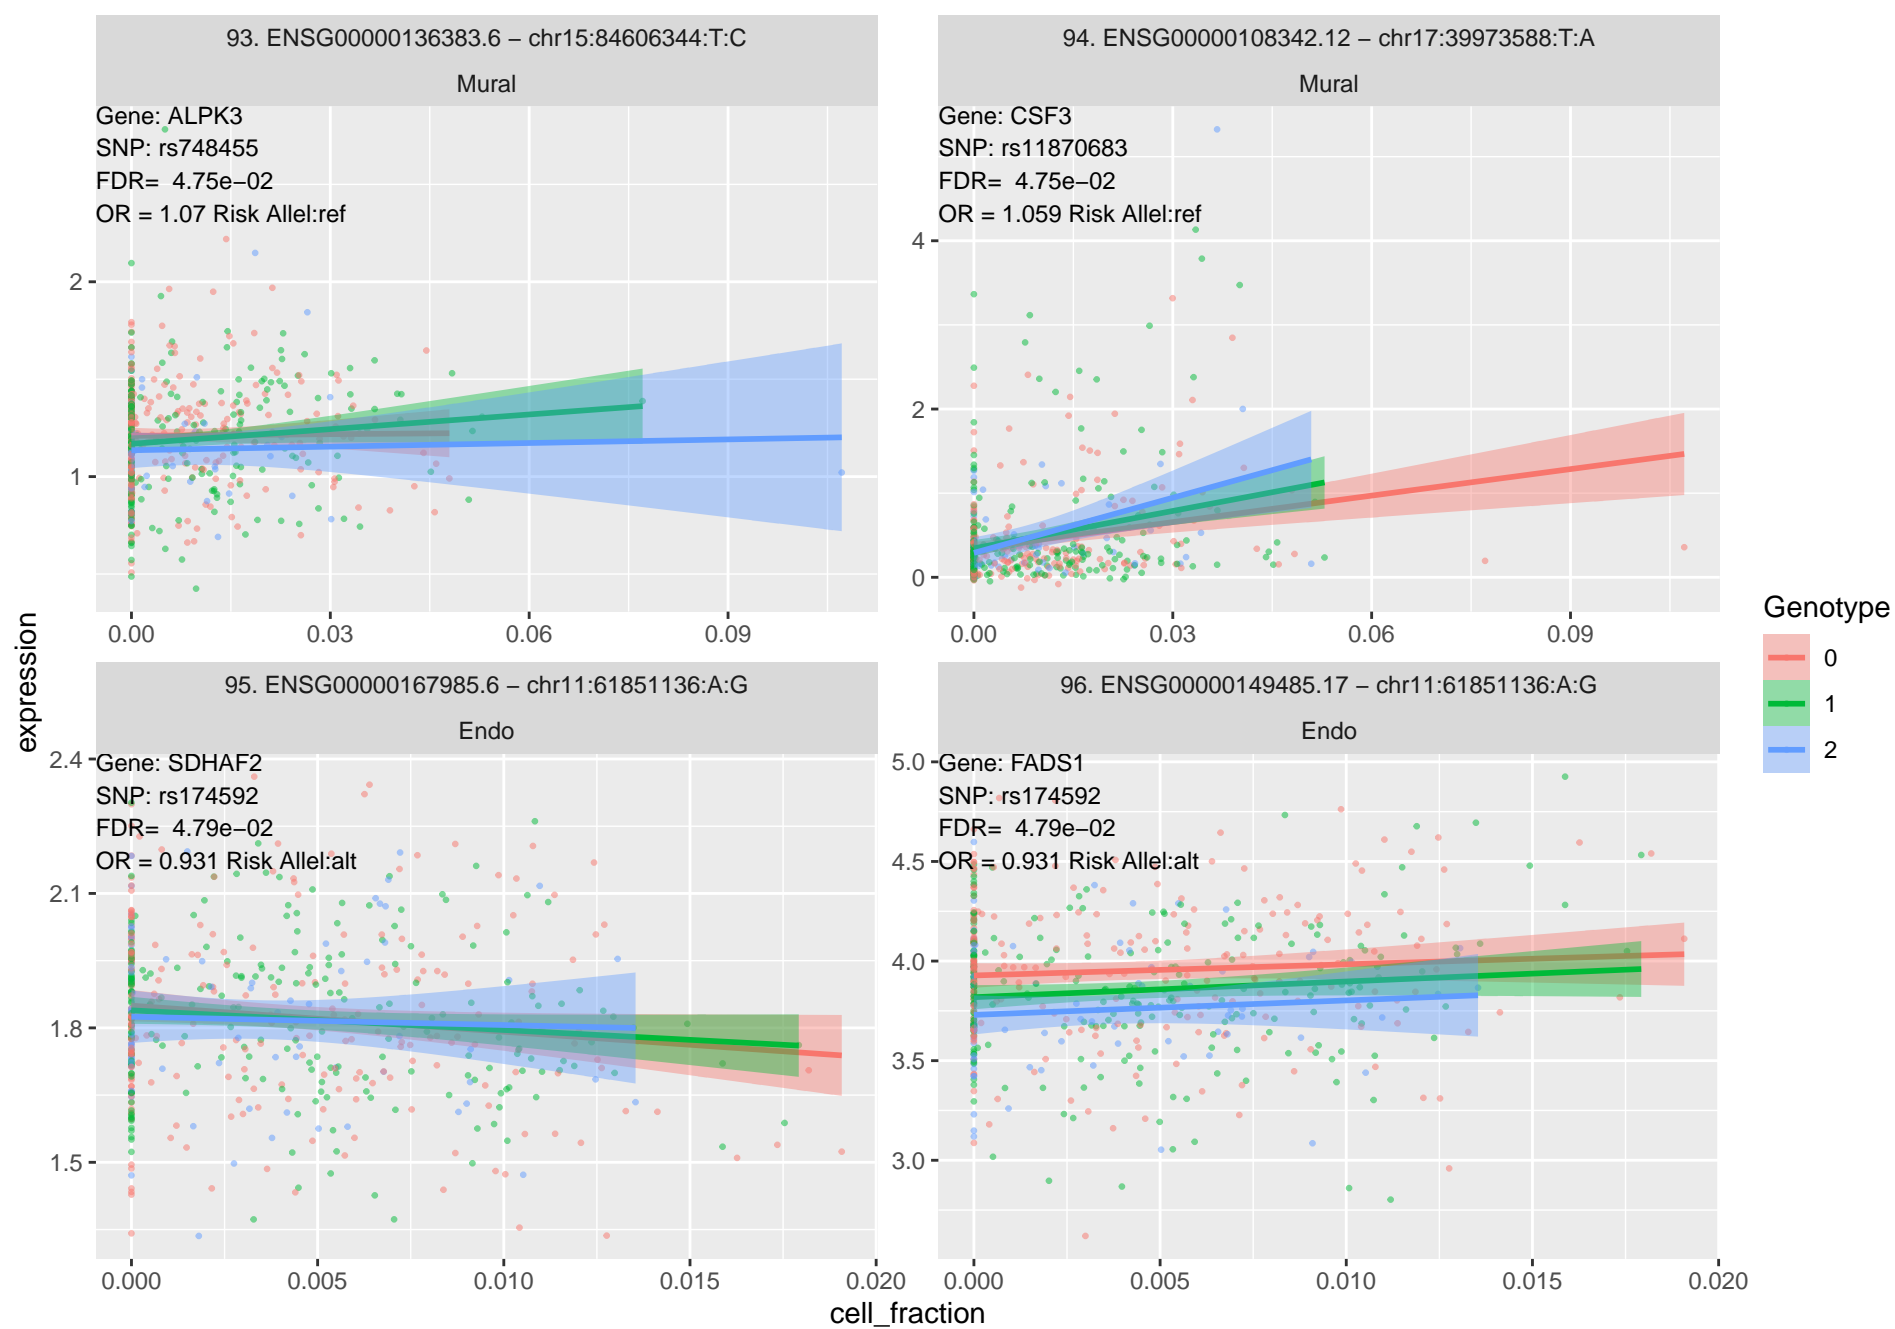 93. ENSG00000136383.6 − chr15:84606344:T:C
Mural
Gene: ALPK3
SNP: rs748455
FDR= 4.75e−02
OR = 1.07 Risk Allel:ref
2
1
0.00 0.03 0.06 0.09
94. ENSG00000108342.12 − chr17:39973588:T:A
Mural
Gene: CSF3
SNP: rs11870683
FDR= 4.75e−02
OR = 1.059 Risk Allel:ref
4
2
0
0.00 0.03 0.06 0.09
95. ENSG00000167985.6 − chr11:61851136:A:G
Endo
Gene: SDHAF2
SNP: rs174592
FDR= 4.79e−02
OR = 0.931 Risk Allel:alt
2.4
2.1
1.8
1.5
0.000 0.005 0.010 0.015 0.020
96. ENSG00000149485.17 − chr11:61851136:A:G
Endo
Gene: FADS1
SNP: rs174592
FDR= 4.79e−02
OR = 0.931 Risk Allel:alt
5.0
4.5
4.0
3.5
3.0
0.000 0.005 0.010 0.015 0.020
expression
cell_fraction
Genotype
0
1
2